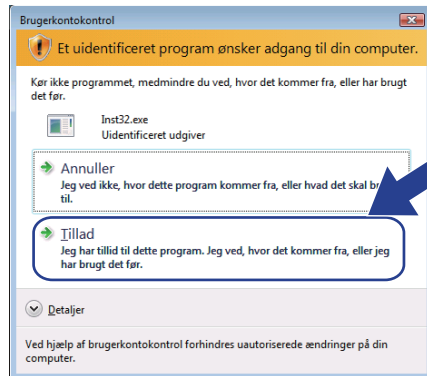 Brugerkontokontrol
Et uidentificeret program ønsker adgang til din computer.
Kør ikke programmet, medmindre du ved, hvor det kommer fra, eller har brugt
det før.
Inst32.exe
Uidentificeret udgiver
Annuller
Jeg ved ikke, hvor dette program kommer fra, eller hvad det skal
til.
Tillad
Jeg har tillid til dette program. Jeg ved, hvor det kommer fra, eller jeg
har brugt det før.
Detaljer
Ved hjælp af brugerkontokontrol forhindres uautoriserede ændringer på din
computer.